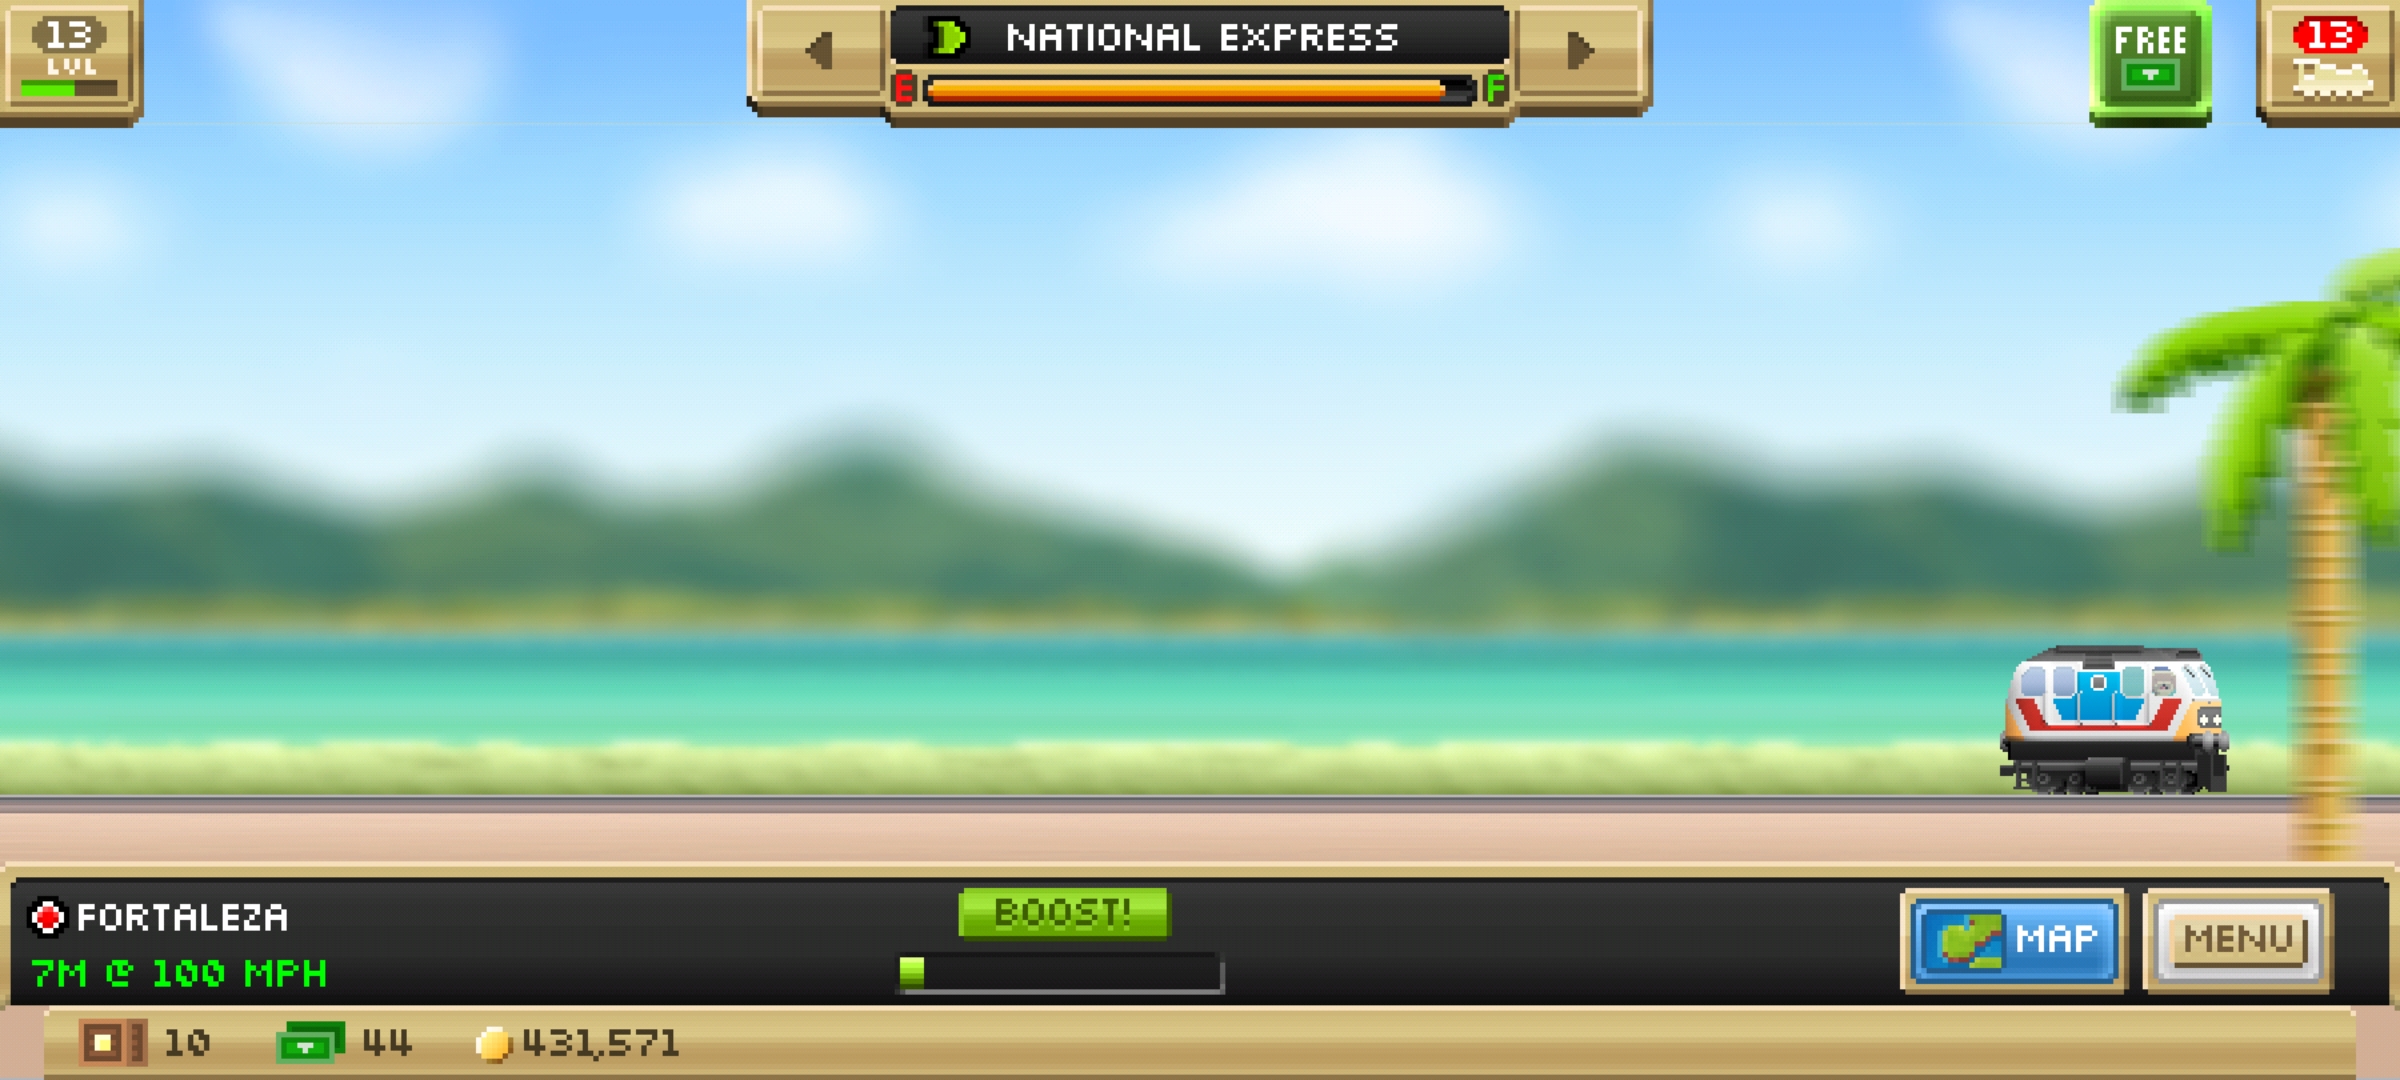 13
LVL
NATIONAL EXPRESS
E F
FREE
13
FORTALEZA
7M @ 100 MPH
BOOST!
MAP
MENU
10
44
431,571